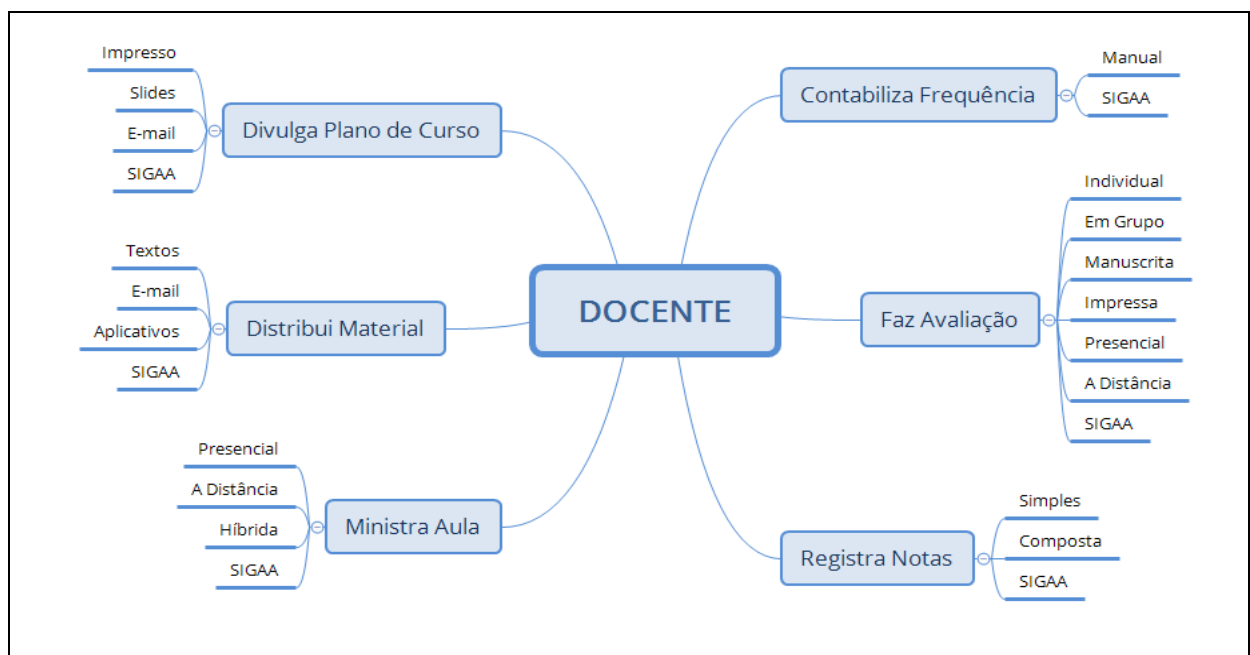 DOCENTE
Divulga Plano de Curso
Impresso
Slides
E-mail
SIGAA
Distribui Material
Textos
E-mail
Aplicativos
SIGAA
Ministra Aula
Presencial
A Distância
Híbrida
SIGAA
Contabiliza Frequência
Manual
SIGAA
Faz Avaliação
Individual
Em Grupo
Manuscrita
Impressa
Presencial
A Distância
SIGAA
Registra Notas
Simples
Composta
SIGAA